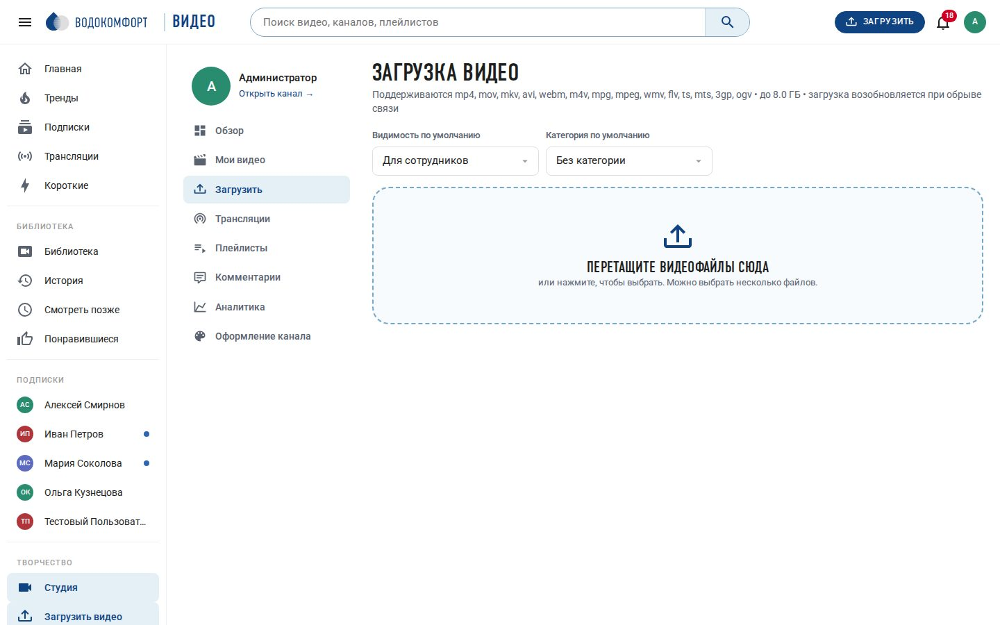 ВОДОКОМФОРТ
ВИДЕО
Поиск видео, каналов, плейлистов
ЗАГРУЗИТЬ
18
А
Главная
Тренды
Подписки
Трансляции
Короткие
БИБЛИОТЕКА
Библиотека
История
Смотреть позже
Понравившиеся
ПОДПИСКИ
АС Алексей Смирнов
ИП Иван Петров
МС Мария Соколова
ОК Ольга Кузнецова
ТП Тестовый Пользоват...
ТВОРЧЕСТВО
Студия
Загрузить видео
А
Администратор
Открыть канал →
Обзор
Мои видео
Загрузить
Трансляции
Плейлисты
Комментарии
Аналитика
Оформление канала
ЗАГРУЗКА ВИДЕО
Поддерживаются mp4, mov, mkv, avi, webm, m4v, mpg, mpeg, wmv, flv, ts, mts, 3gp, ogv • до 8.0 ГБ • загрузка возобновляется при обрыве
связи
Видимость по умолчанию
Для сотрудников
Категория по умолчанию
Без категории
ПЕРЕТАЩИТЕ ВИДЕОФАЙЛЫ СЮДА
или нажмите, чтобы выбрать. Можно выбрать несколько файлов.